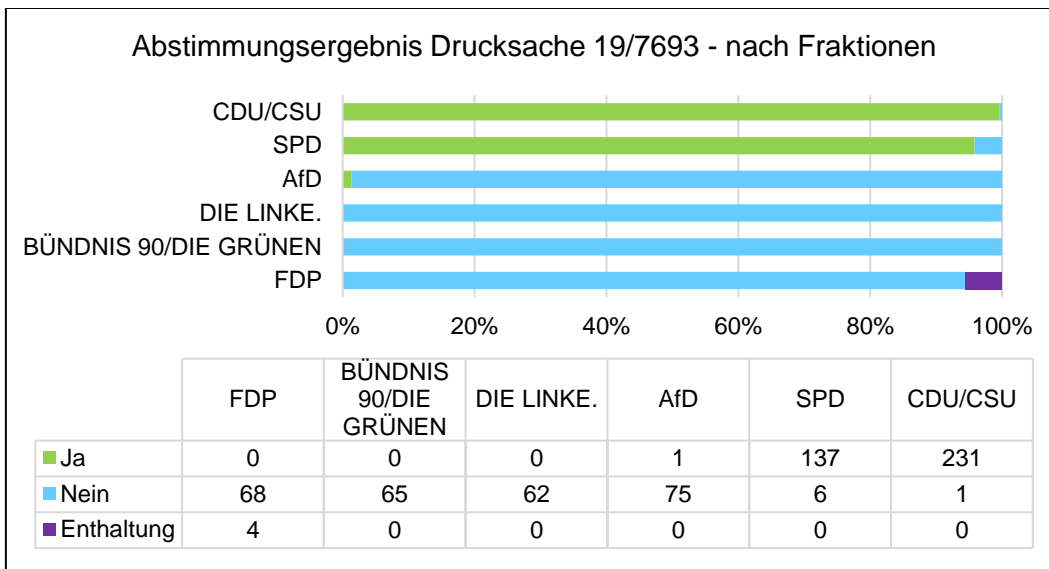 Abstimmungsergebnis Drucksache 19/7693 - nach Fraktionen
CDU/CSU
SPD
AfD
DIE LINKE.
BÜNDNIS 90/DIE GRÜNEN
FDP
0% 20% 40% 60% 80% 100%
FDP BÜNDNIS 90/DIE GRÜNEN DIE LINKE. AfD SPD CDU/CSU
Ja 0 0 0 1 137 231
Nein 68 65 62 75 6 1
Enthaltung 4 0 0 0 0 0